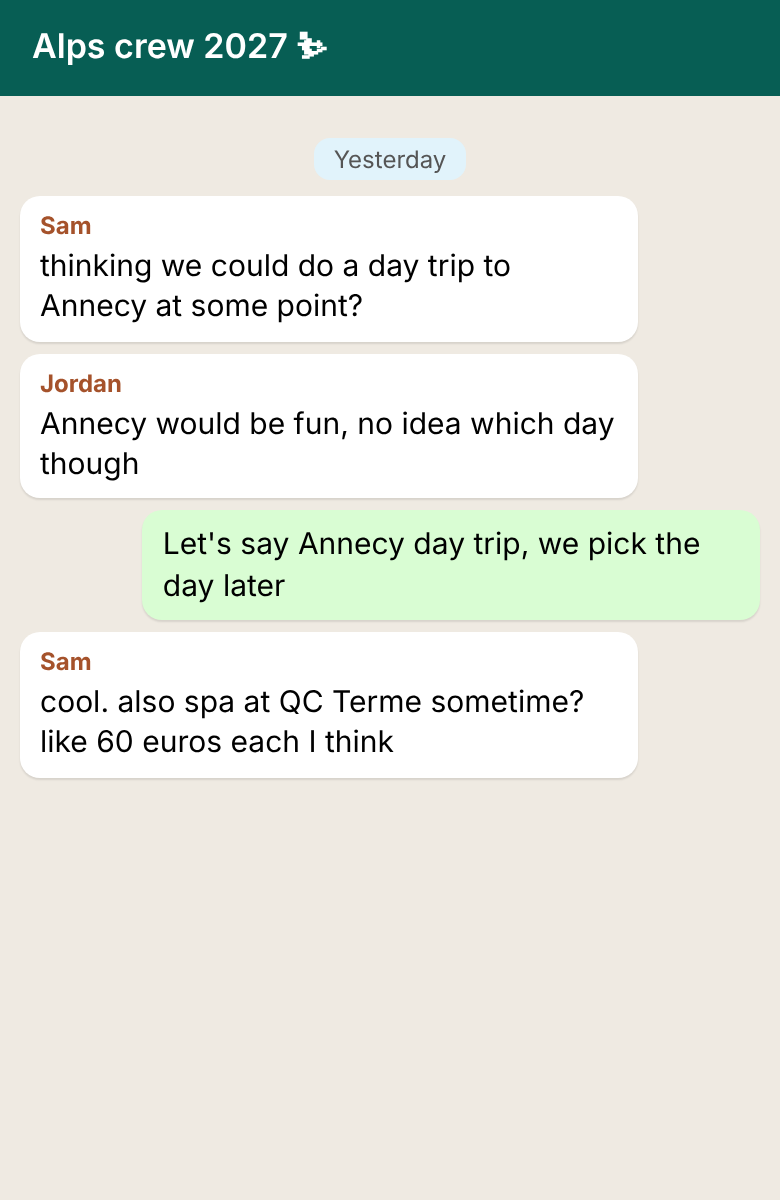 Alps crew 2027 ⛷
Yesterday
Sam
thinking we could do a day trip to
Annecy at some point?
Jordan
Annecy would be fun, no idea which day
though
Let's say Annecy day trip, we pick the
day later
Sam
cool. also spa at QC Terme sometime?
like 60 euros each I think